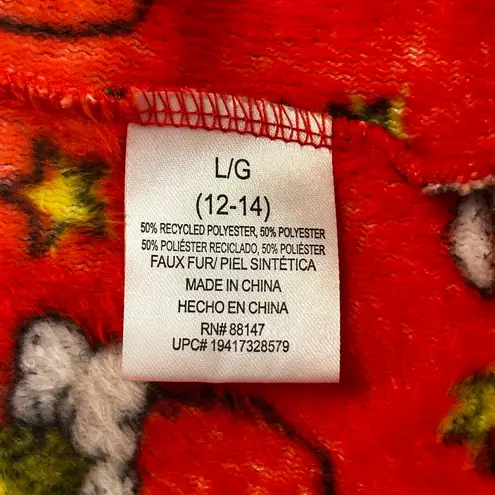 L/G
(12-14)
50% RECYCLED POLYESTER, 50% POLYESTER
50% POLIÉSTER RECICLADO, 50% POLIÉSTER
FAUX FUR/ PIEL SINTÉTICA
MADE IN CHINA
HECHO EN CHINA
RN# 88147
UPC# 19417328579